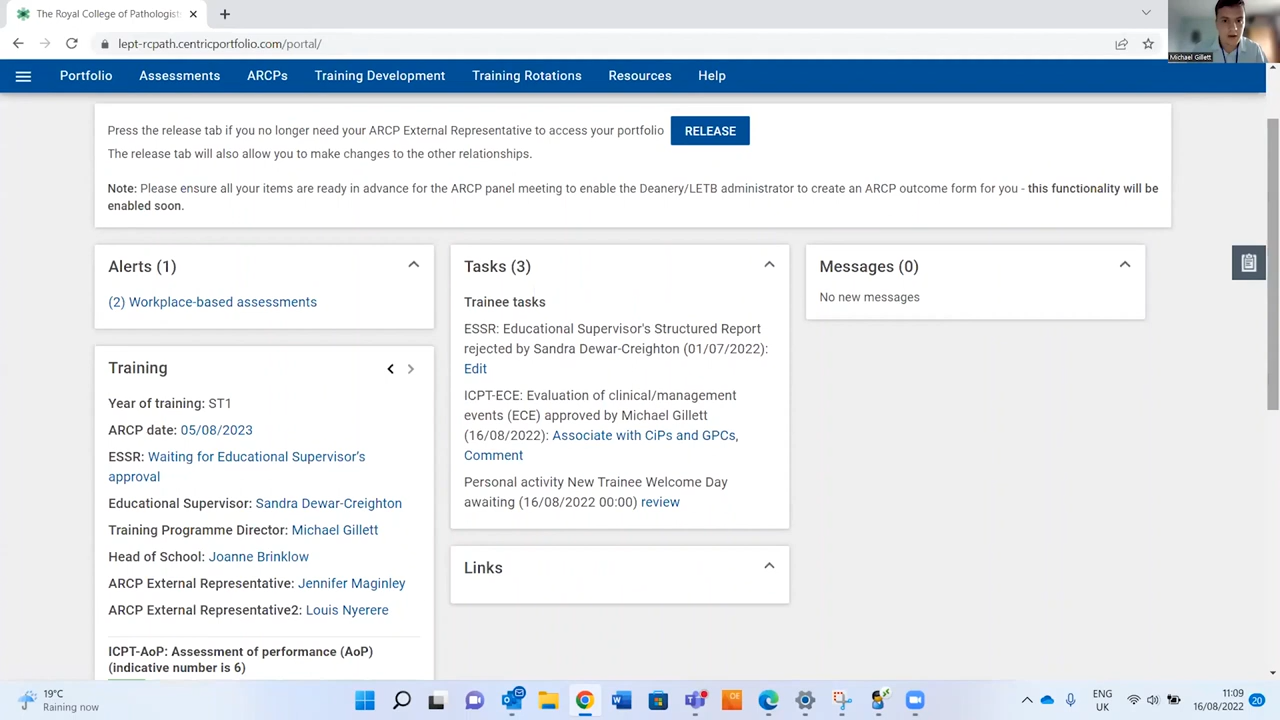 The Royal College of Pathologist
lept-rcpath.centricportfolio.com/portal/
Michael Gillett
Portfolio Assessments ARCPs Training Development Training Rotations Resources Help
Press the release tab if you no longer need your ARCP External Representative to access your portfolio RELEASE
The release tab will also allow you to make changes to the other relationships.
Note: Please ensure all your items are ready in advance for the ARCP panel meeting to enable the Deanery/LETB administrator to create an ARCP outcome form for you - this functionality will be
enabled soon.
Alerts (1)
(2) Workplace-based assessments
Training
Year of training: ST1
ARCP date: 05/08/2023
ESSR: Waiting for Educational Supervisor's
approval
Educational Supervisor: Sandra Dewar-Creighton
Training Programme Director: Michael Gillett
Head of School: Joanne Brinklow
ARCP External Representative: Jennifer Maginley
ARCP External Representative2: Louis Nyerere
ICPT-AoP: Assessment of performance (AoP)
(indicative number is 6)
Tasks (3)
Trainee tasks
ESSR: Educational Supervisor's Structured Report
rejected by Sandra Dewar-Creighton (01/07/2022):
Edit
ICPT-ECE: Evaluation of clinical/management
events (ECE) approved by Michael Gillett
(16/08/2022): Associate with CiPs and GPCs,
Comment
Personal activity New Trainee Welcome Day
awaiting (16/08/2022 00:00) review
Links
Messages (0)
No new messages
19°C
Raining now
ENG
UK
11:09
16/08/2022
20